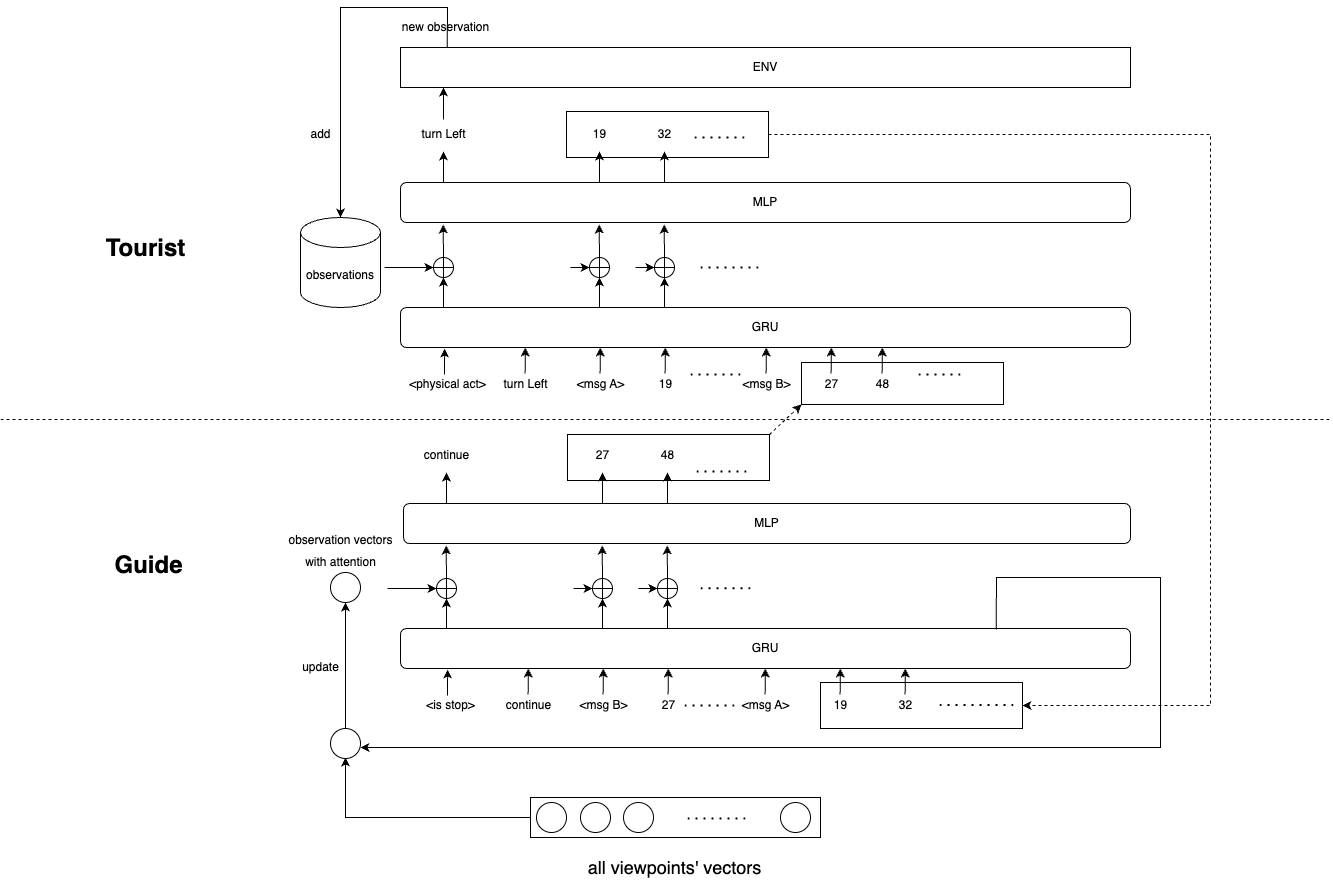 new observation
ENV
add
turn Left
19 32 .......
MLP
Tourist
observations
........
GRU
<physical act> turn Left <msg A> 19 ....... <msg B> 27 48 ......
continue
27 48 .......
MLP
observation vectors
with attention
Guide
.......
GRU
update
<is stop> continue <msg B> 27 ....... <msg A> 19 32 ..........
........
all viewpoints' vectors